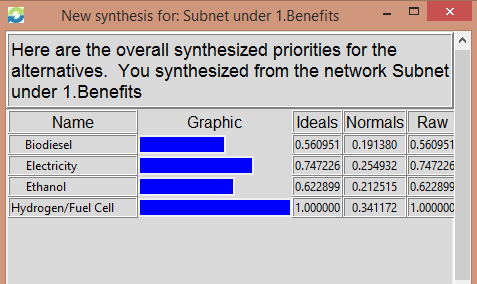 New synthesis for: Subnet under 1.Benefits
Here are the overall synthesized priorities for the
alternatives. You synthesized from the network Subnet
under 1.Benefits
Name Graphic Ideals Normals Raw
Biodiesel 0.560951 0.191380 0.560951
Electricity 0.747226 0.254932 0.747226
Ethanol 0.622899 0.212515 0.622899
Hydrogen/Fuel Cell 1.000000 0.341172 1.000000